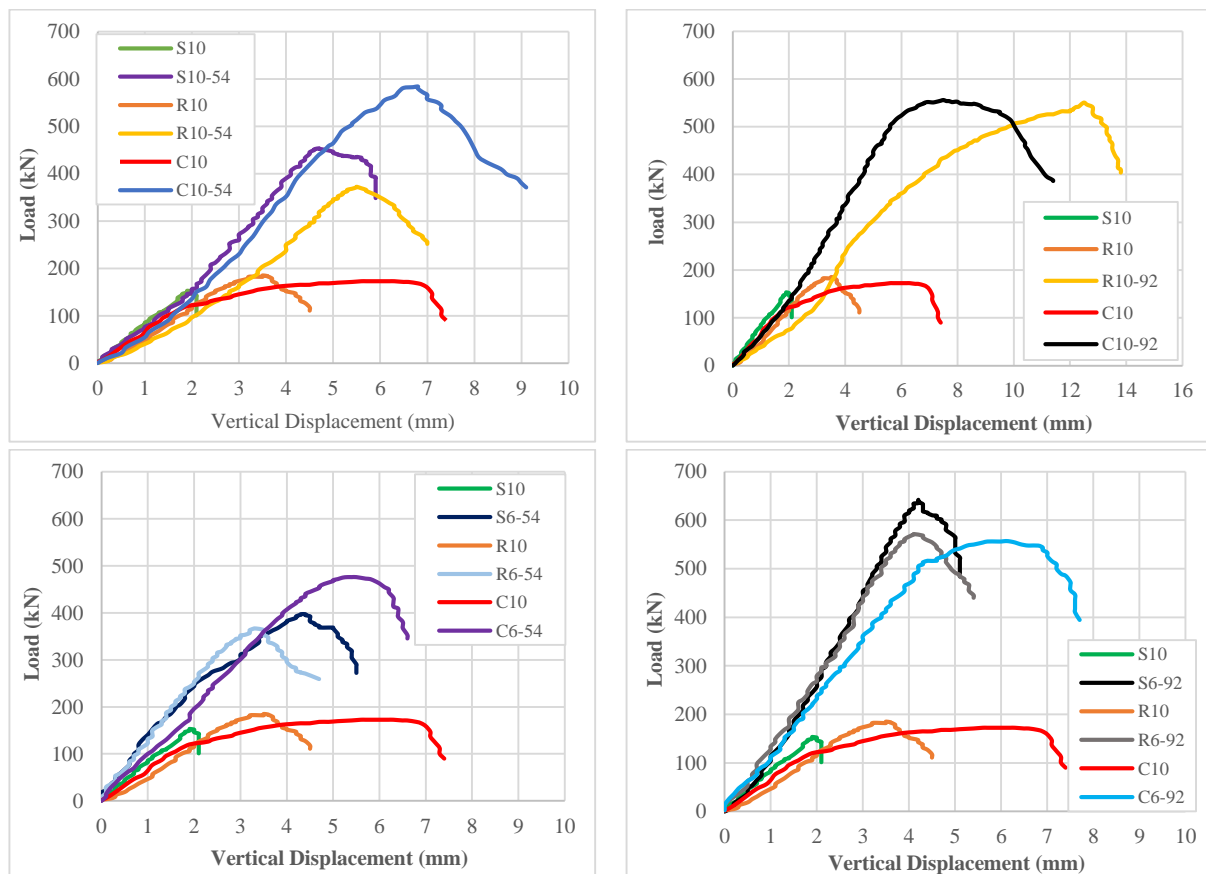 700
600
500
400
300
200
100
0
Load (kN)
S10
S10-54
R10
R10-54
C10
C10-54
0 1 2 3 4 5 6 7 8 9 10
Vertical Displacement (mm)
700
600
500
400
300
200
100
0
load (kN)
S10
R10
R10-92
C10
C10-92
0 2 4 6 8 10 12 14 16
Vertical Displacement (mm)
700
600
500
400
300
200
100
0
Load (kN)
S10
S6-54
R10
R6-54
C10
C6-54
0 1 2 3 4 5 6 7 8 9 10
Vertical Displacement (mm)
700
600
500
400
300
200
100
0
Load (kN)
S10
S6-92
R10
R6-92
C10
C6-92
0 1 2 3 4 5 6 7 8 9 10
Vertical Displacement (mm)